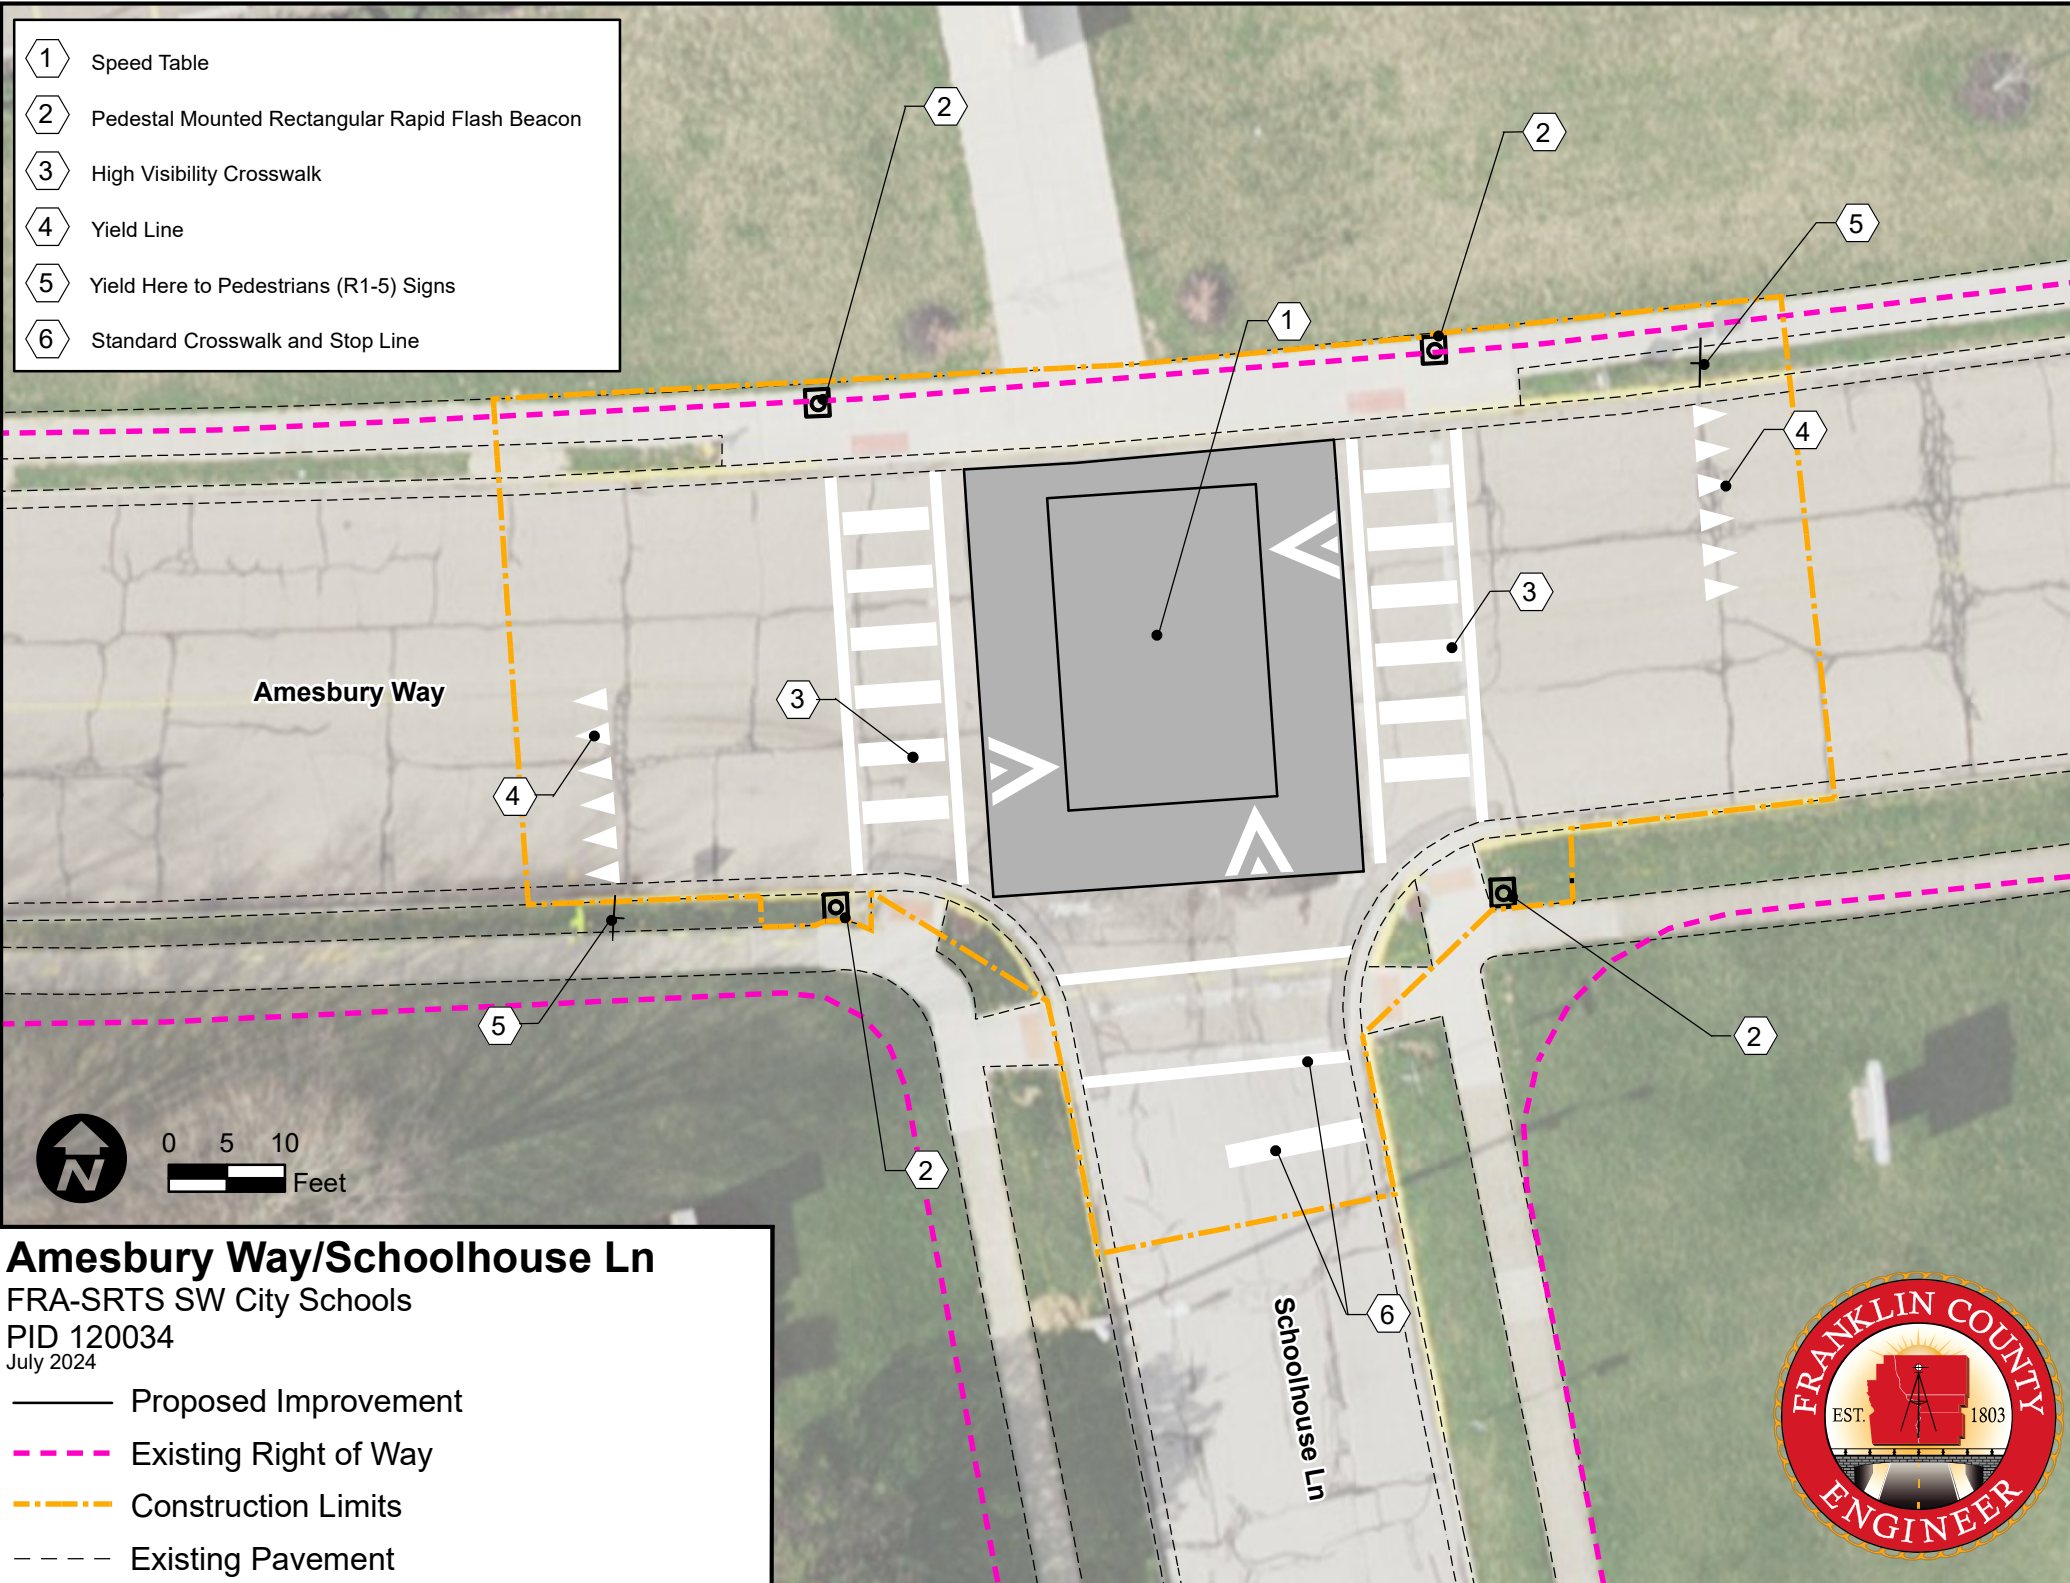 1 Speed Table
2 Pedestal Mounted Rectangular Rapid Flash Beacon
3 High Visibility Crosswalk
4 Yield Line
5 Yield Here to Pedestrians (R1-5) Signs
6 Standard Crosswalk and Stop Line
2
2
5
1
4
3
Amesbury Way
3
4
5
2
2
6
Schoolhouse Ln
N
0 5 10
Feet
Amesbury Way/Schoolhouse Ln
FRA-SRTS SW City Schools
PID 120034
July 2024
Proposed Improvement
Existing Right of Way
Construction Limits
Existing Pavement
FRANKLIN COUNTY
EST. 1803
ENGINEER